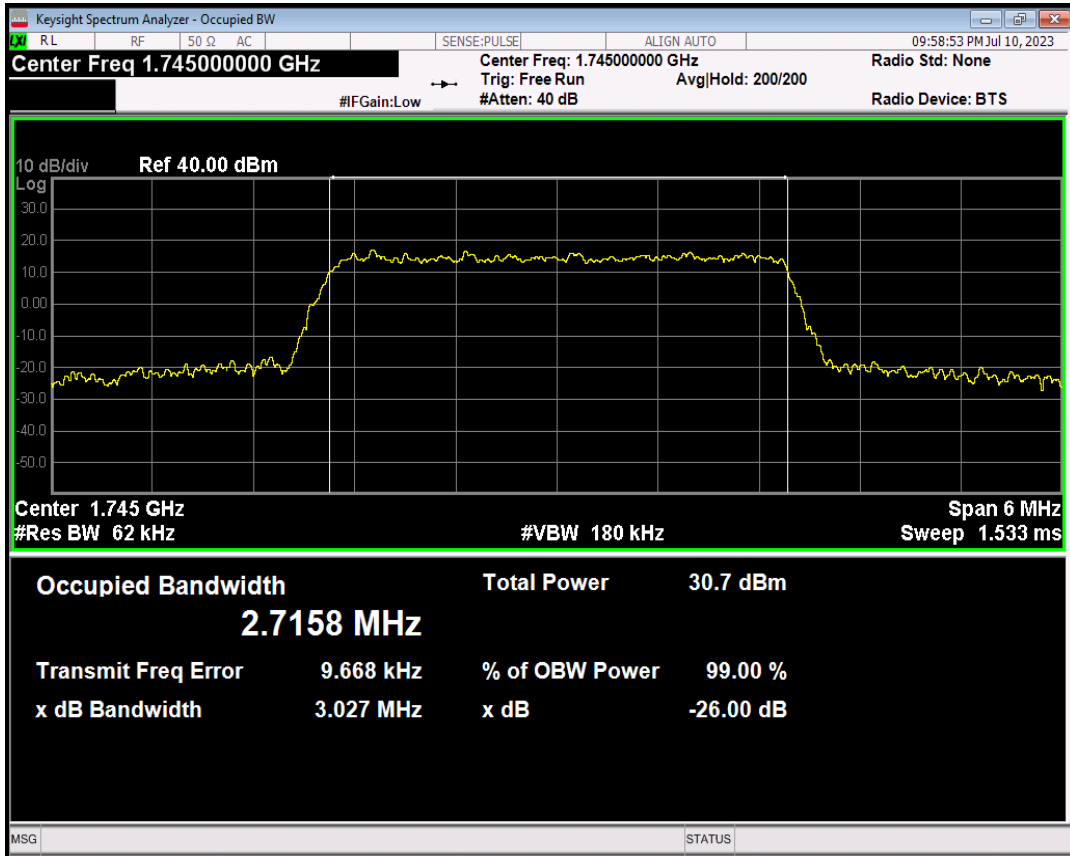 Keysight Spectrum Analyzer - Occupied BW
LXI RL RF 50 Ω AC SENSE:PULSE ALIGN AUTO 09:58:53 PM Jul 10, 2023
Center Freq 1.745000000 GHz
Center Freq: 1.745000000 GHz Radio Std: None
Trig: Free Run Avg|Hold: 200/200
#IFGain:Low #Atten: 40 dB Radio Device: BTS
10 dB/div Ref 40.00 dBm
Log
30.0
20.0
10.0
0.00
-10.0
-20.0
-30.0
-40.0
-50.0
Center 1.745 GHz Span 6 MHz
#Res BW 62 kHz #VBW 180 kHz Sweep 1.533 ms
Occupied Bandwidth Total Power 30.7 dBm
2.7158 MHz
Transmit Freq Error 9.668 kHz % of OBW Power 99.00 %
x dB Bandwidth 3.027 MHz x dB -26.00 dB
MSG STATUS